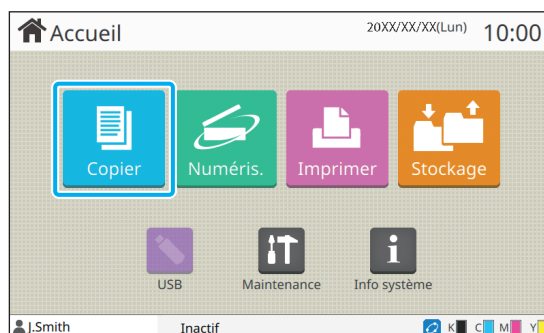 Accueil
20XX/XX/XX(Lun)
10:00
Copier
Numéris.
Imprimer
Stockage
USB
Maintenance
Info système
J.Smith
Inactif
K C M Y